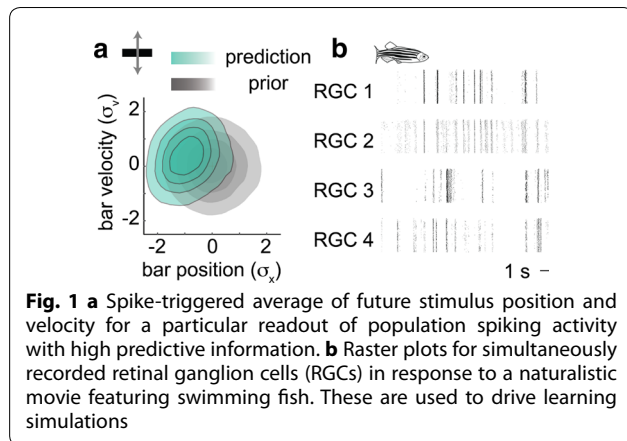 a
prediction
prior
bar velocity (σᵥ)
2
0
-2
-2 0 2
bar position (σₓ)
b
RGC 1
RGC 2
RGC 3
RGC 4
1 s
Fig. 1 a Spike-triggered average of future stimulus position and
velocity for a particular readout of population spiking activity
with high predictive information. b Raster plots for simultaneously
recorded retinal ganglion cells (RGCs) in response to a naturalistic
movie featuring swimming fish. These are used to drive learning
simulations